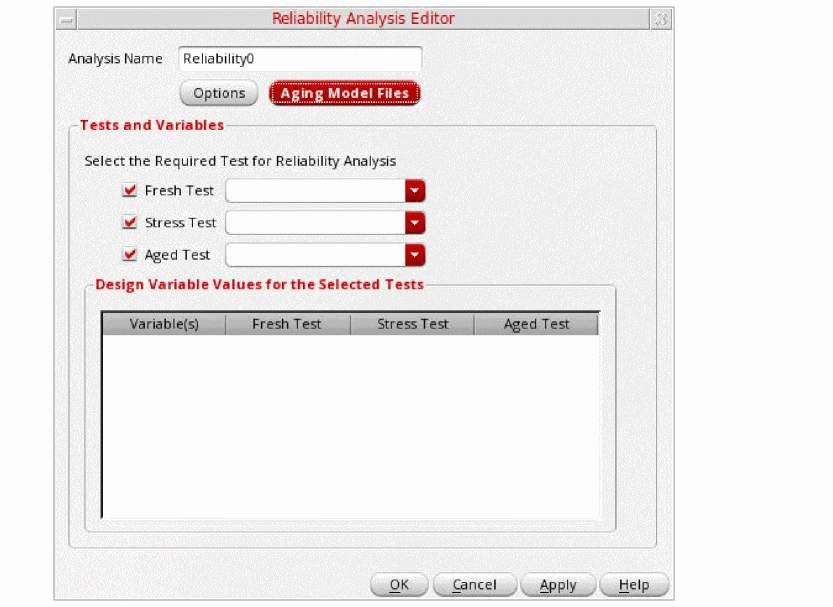 Reliability Analysis Editor
Analysis Name Reliability0
Options Aging Model Files
Tests and Variables
Select the Required Test for Reliability Analysis
Fresh Test
Stress Test
Aged Test
Design Variable Values for the Selected Tests
Variable(s) Fresh Test Stress Test Aged Test
OK Cancel Apply Help